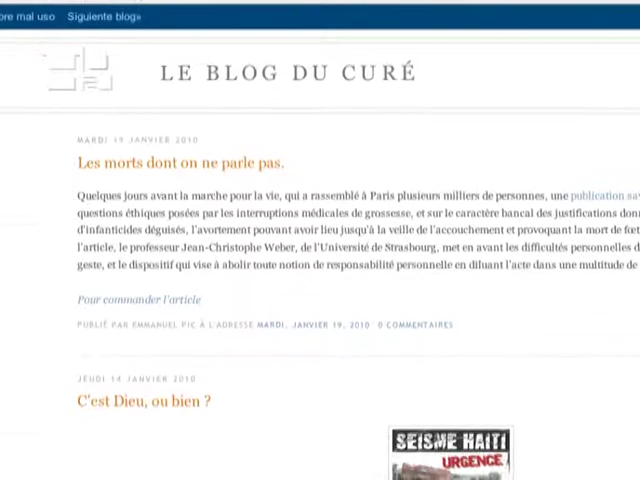 ore mal uso Siguiente blog»
LE BLOG DU CURÉ
MARDI 19 JANVIER 2010
Les morts dont on ne parle pas.
Quelques jours avant la marche pour la vie, qui a rassemblé à Paris plusieurs milliers de personnes, une publication sav
questions éthiques posées par les interruptions médicales de grossesse, et sur le caractère bancal des justifications donn
d'infanticides déguisés, l'avortement pouvant avoir lieu jusqu'à la veille de l'accouchement et provoquant la mort de fœt
l'article, le professeur Jean-Christophe Weber, de l'Université de Strasbourg, met en avant les difficultés personnelles d
geste, et le dispositif qui vise à abolir toute notion de responsabilité personnelle en diluant l'acte dans une multitude de
Pour commander l'article
PUBLIÉ PAR EMMANUEL PIC À L'ADRESSE MARDI, JANVIER 19, 2010 0 COMMENTAIRES
JEUDI 14 JANVIER 2010
C'est Dieu, ou bien ?
SEISME HAITI
URGENCE